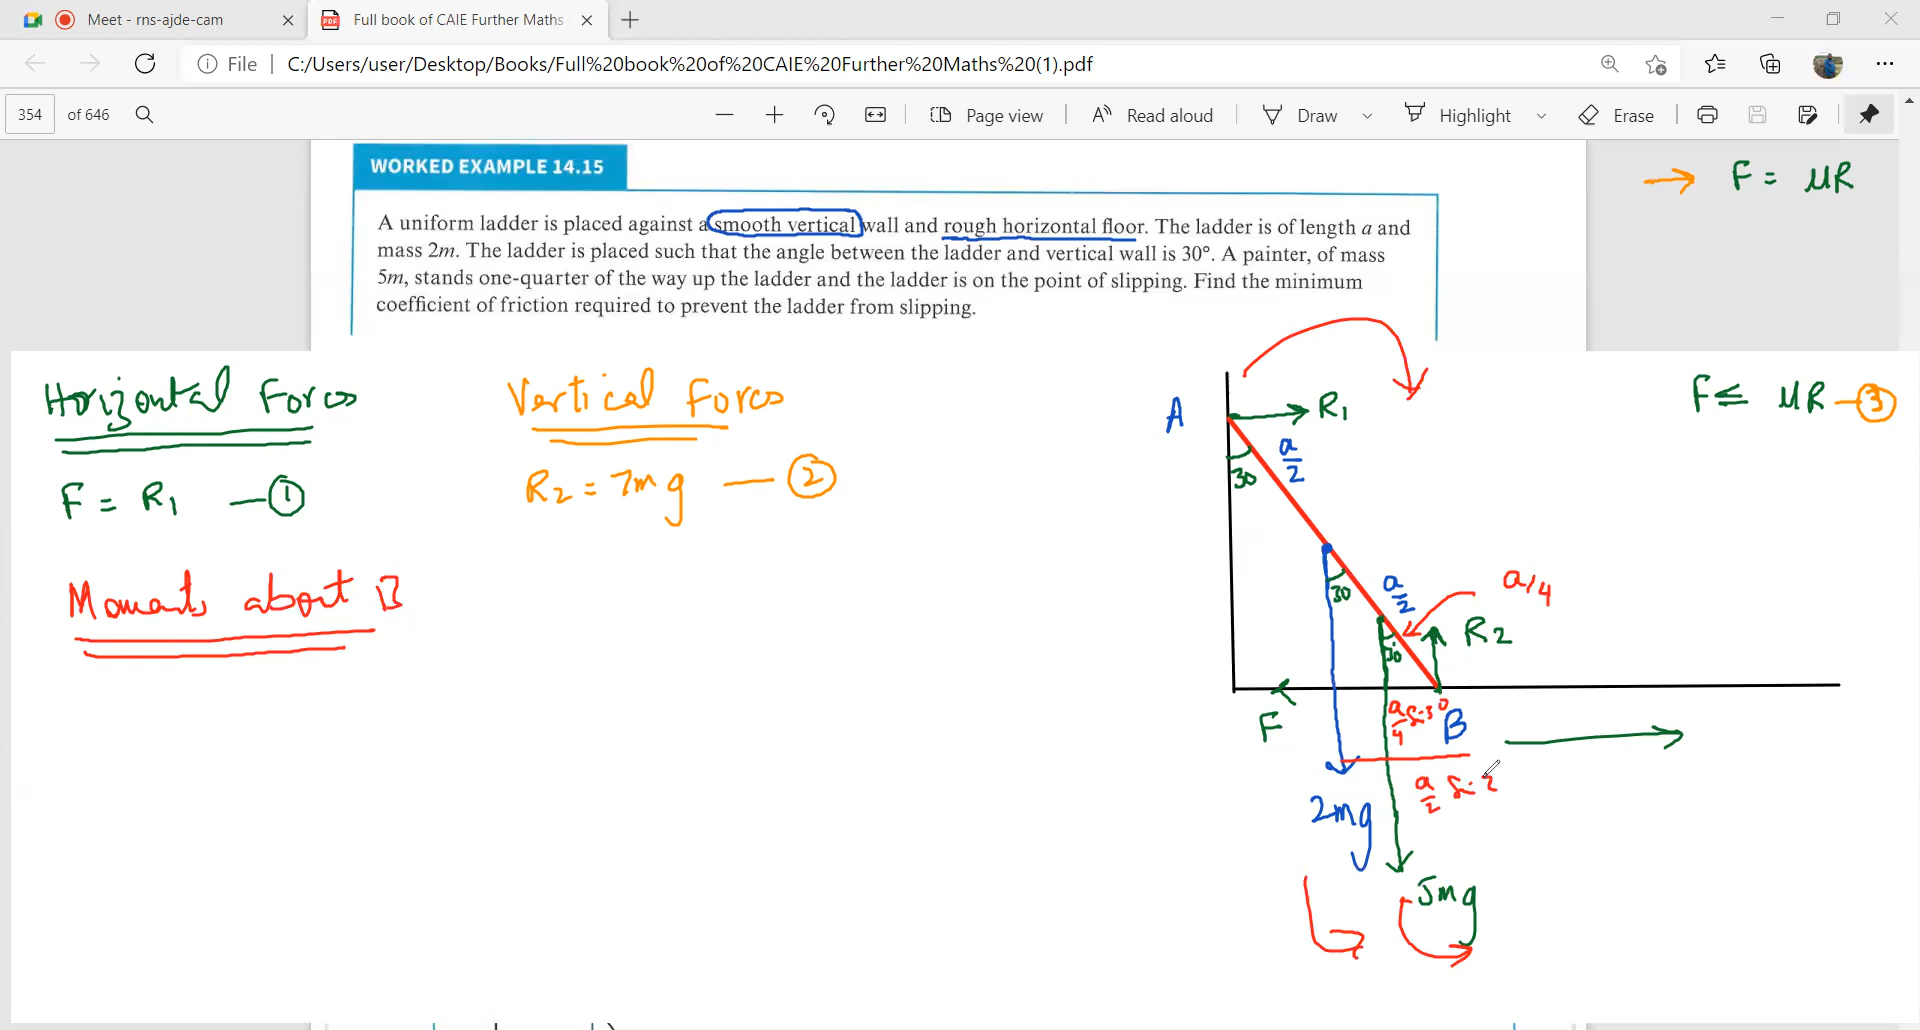 Meet - rns-ajde-cam
Full book of CAIE Further Maths
File
C:/Users/user/Desktop/Books/Full%20book%20of%20CAIE%20Further%20Maths%20(1).pdf
354 of 646
Page view
Read aloud
Draw
Highlight
Erase
WORKED EXAMPLE 14.15
A uniform ladder is placed against a smooth vertical wall and rough horizontal floor. The ladder is of length a and
mass 2m. The ladder is placed such that the angle between the ladder and vertical wall is 30°. A painter, of mass
5m, stands one-quarter of the way up the ladder and the ladder is on the point of slipping. Find the minimum
coefficient of friction required to prevent the ladder from slipping.
F = μR
Horizontal Forces
Vertical Forces
F ≤ μR — 3
F = R1 — 1
R2 = 7mg — 2
Moments about B
A
R1
a/2
30
30
a/2
a/4
30
R2
F
a/4 Sin 30
B
2mg
5mg